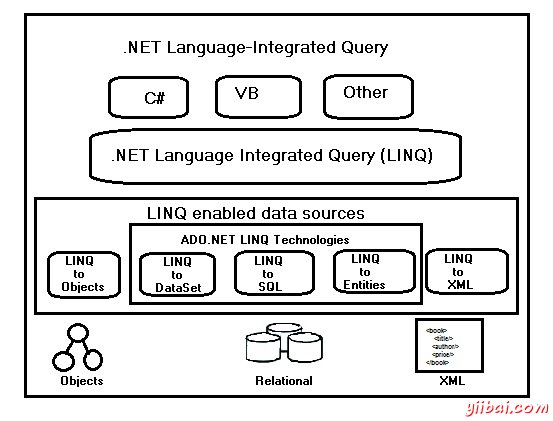 .NET Language-Integrated Query
C#
VB
Other
.NET Language Integrated Query (LINQ)
LINQ enabled data sources
ADO.NET LINQ Technologies
LINQ
to
Objects
LINQ
to
DataSet
LINQ
to
SQL
LINQ
to
Entities
LINQ
to
XML
<book>
<title/>
<author/>
<price/>
</book>
Objects
Relational
XML
yiibai.com